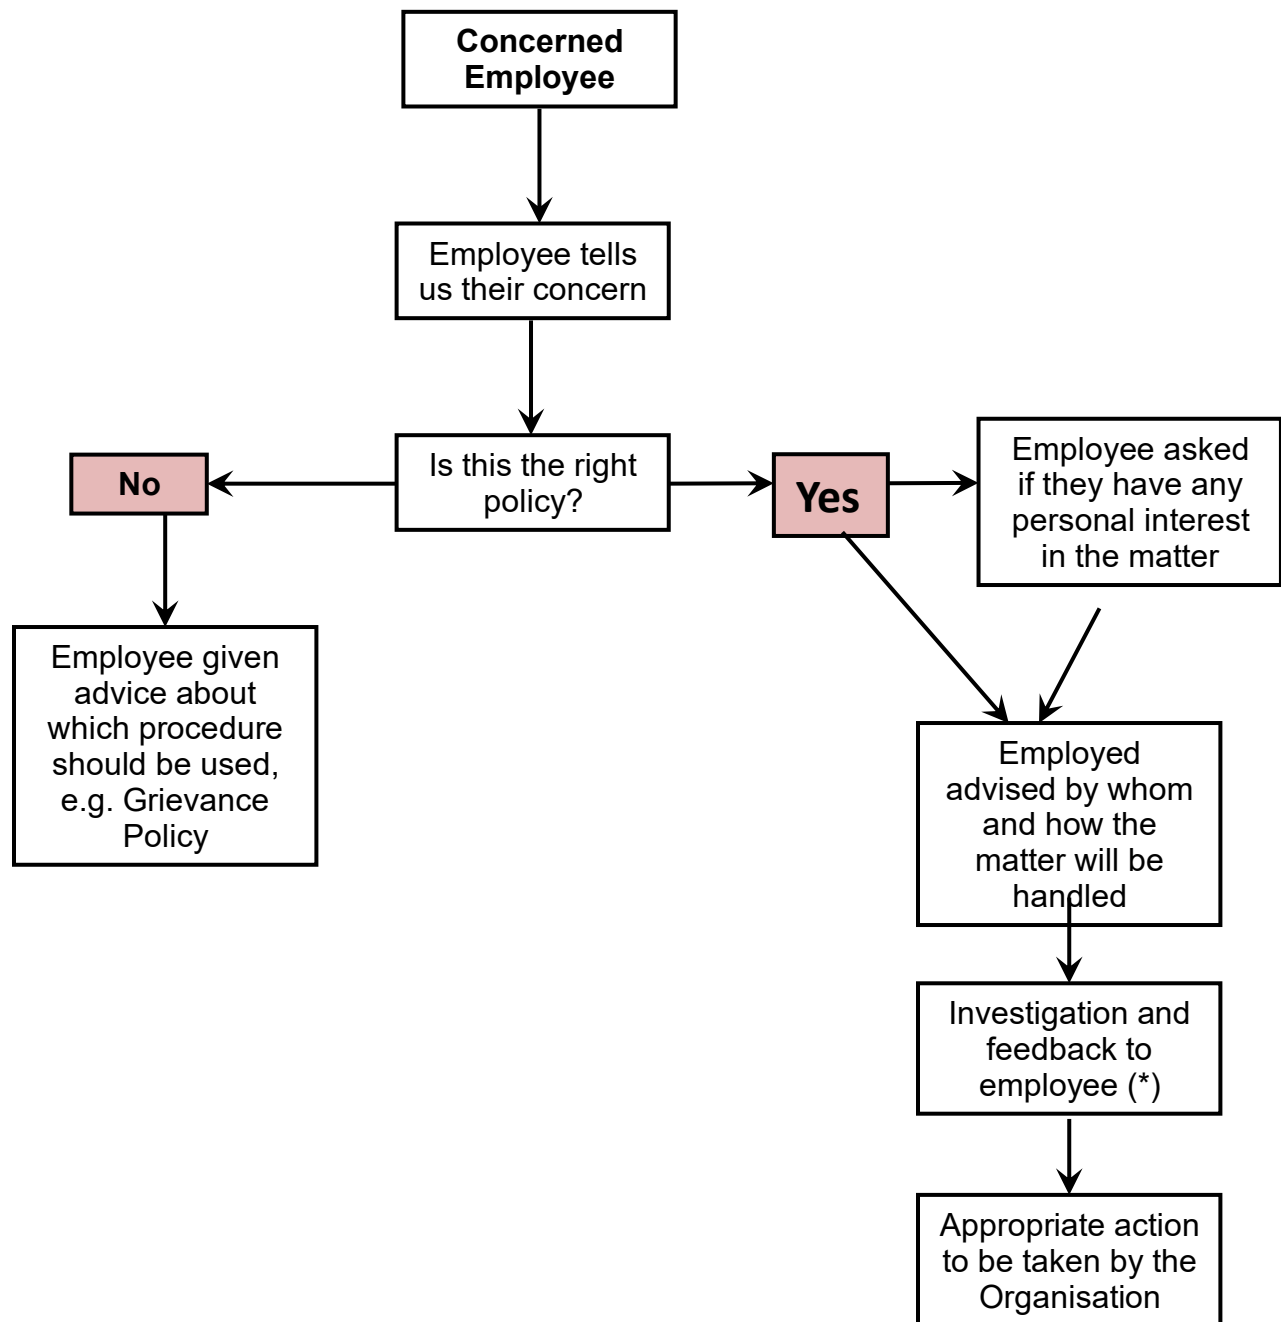 Concerned
Employee
Employee tells
us their concern
Is this the right
policy?
No
Yes
Employee asked
if they have any
personal interest
in the matter
Employee given
advice about
which procedure
should be used,
e.g. Grievance
Policy
Employed
advised by whom
and how the
matter will be
handled
Investigation and
feedback to
employee (*)
Appropriate action
to be taken by the
Organisation